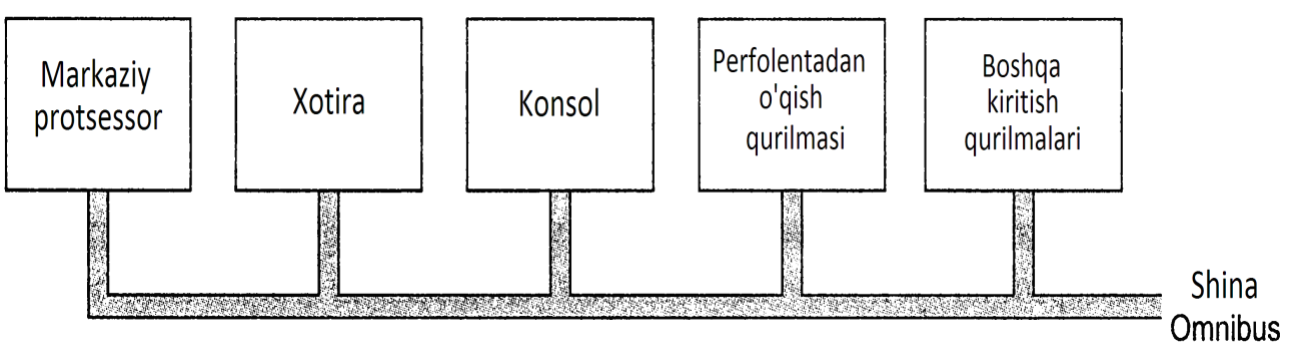 Markaziy
protsessor
Xotira
Konsol
Perfolentadan
o'qish
qurilmasi
Boshqa
kiritish
qurilmalari
Shina
Omnibus